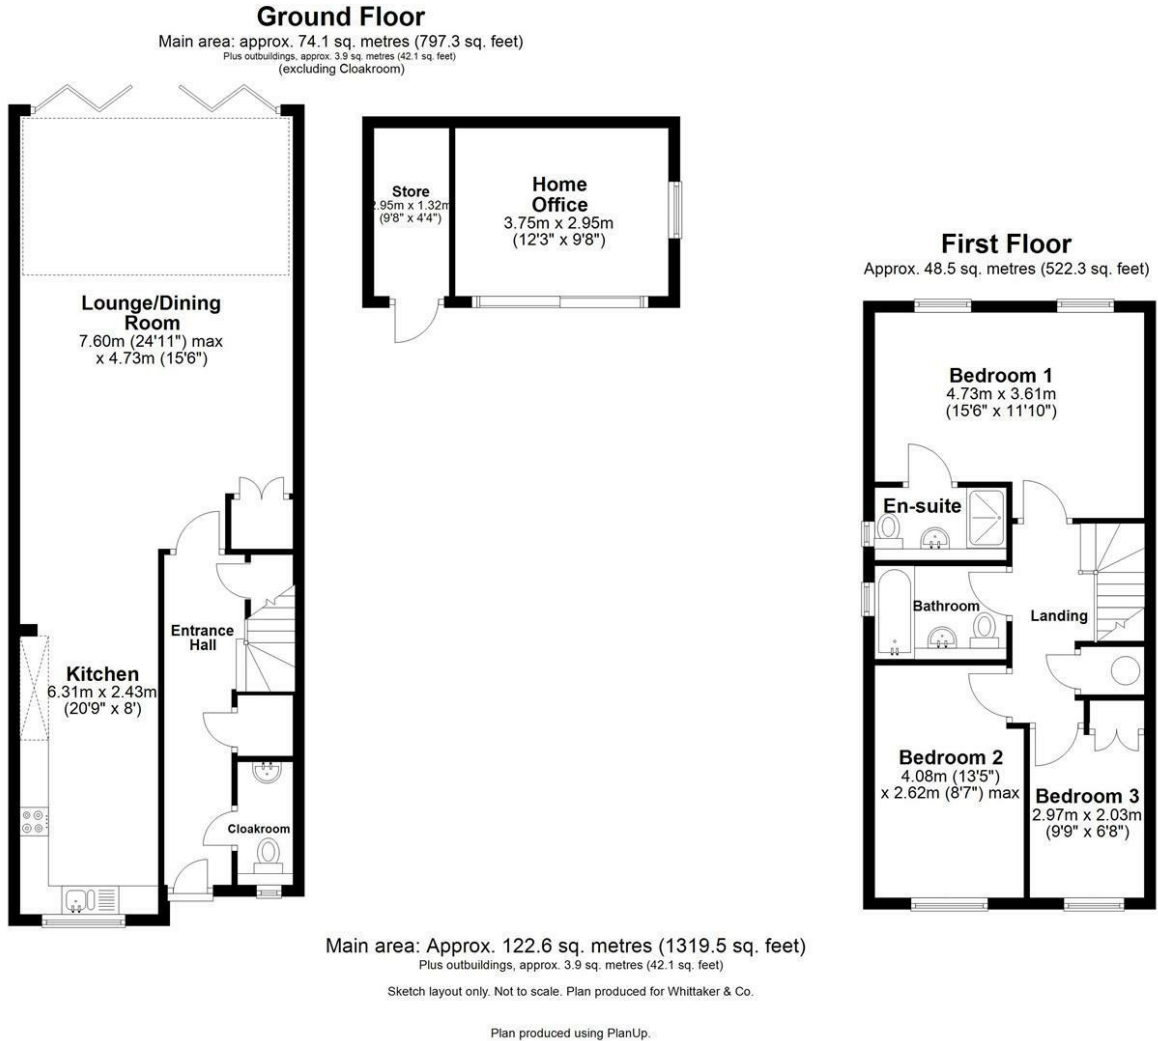 Ground Floor
Main area: approx. 74.1 sq. metres (797.3 sq. feet)
Plus outbuildings, approx. 3.9 sq. metres (42.1 sq. feet)
(excluding Cloakroom)
Store
2.95m x 1.32m
(9'8" x 4'4")
Home
Office
3.75m x 2.95m
(12'3" x 9'8")
Lounge/Dining
Room
7.60m (24'11") max
x 4.73m (15'6")
Entrance
Hall
Kitchen
6.31m x 2.43m
(20'9" x 8')
Cloakroom
First Floor
Approx. 48.5 sq. metres (522.3 sq. feet)
Bedroom 1
4.73m x 3.61m
(15'6" x 11'10")
En-suite
Bathroom
Landing
Bedroom 2
4.08m (13'5")
x 2.62m (8'7") max
Bedroom 3
2.97m x 2.03m
(9'9" x 6'8")
Main area: Approx. 122.6 sq. metres (1319.5 sq. feet)
Plus outbuildings, approx. 3.9 sq. metres (42.1 sq. feet)
Sketch layout only. Not to scale. Plan produced for Whittaker & Co.
Plan produced using PlanUp.